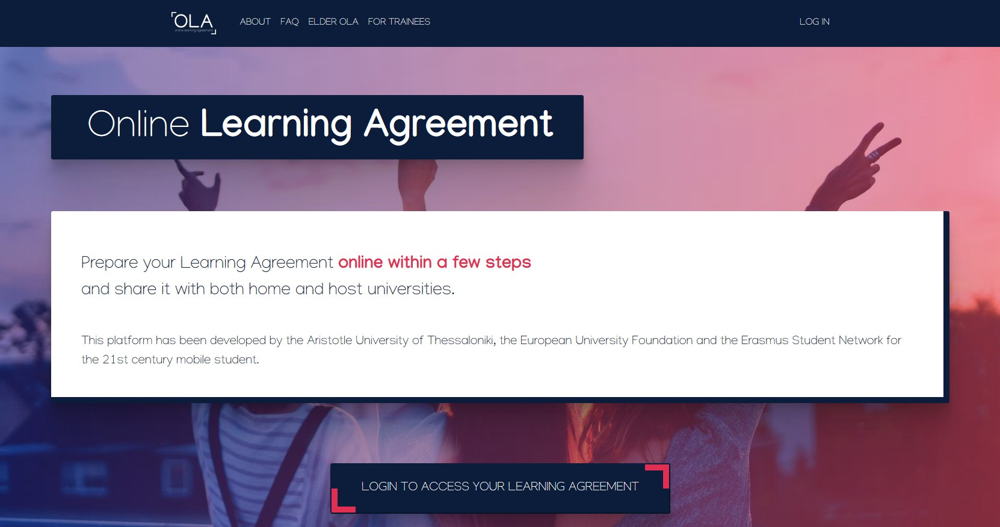 OLA
online learning agreement
ABOUT FAQ ELDER OLA FOR TRAINEES
LOG IN
Online Learning Agreement
Prepare your Learning Agreement online within a few steps
and share it with both home and host universities.
This platform has been developed by the Aristotle University of Thessaloniki, the European University Foundation and the Erasmus Student Network for
the 21st century mobile student.
LOGIN TO ACCESS YOUR LEARNING AGREEMENT